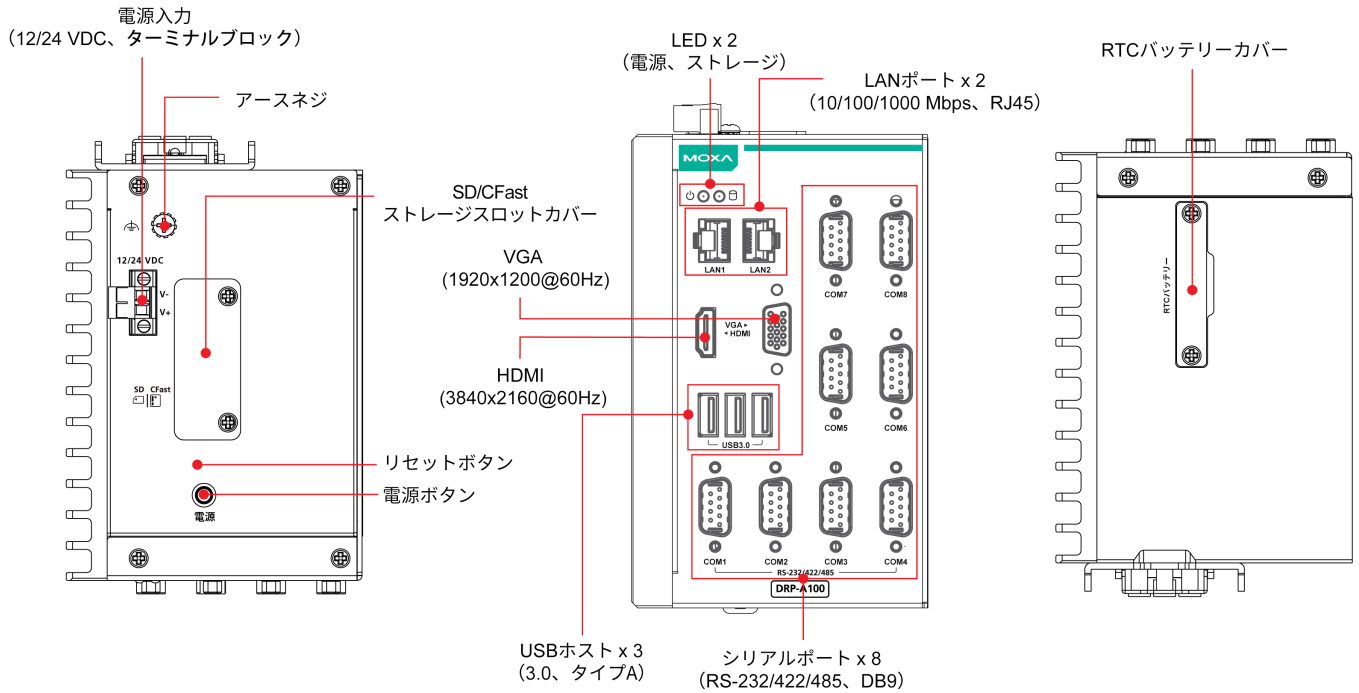 電源入力
（12/24 VDC、ターミナルブロック）
アースネジ
12/24 VDC
V-
V+
SD CFast
電源
SD/CFast
ストレージスロットカバー
VGA
(1920x1200@60Hz)
HDMI
(3840x2160@60Hz)
リセットボタン
電源ボタン
LED x 2
（電源、ストレージ）
LANポート x 2
（10/100/1000 Mbps、RJ45）
MOXA
LAN1
LAN2
COM7
COM8
VGA
HDMI
COM5
COM6
USB3.0
COM1
COM2
COM3
COM4
RS-232/422/485
DRP-A100
USBホスト x 3
（3.0、タイプA）
シリアルポート x 8
（RS-232/422/485、DB9）
RTCバッテリーカバー
RTCバッテリー